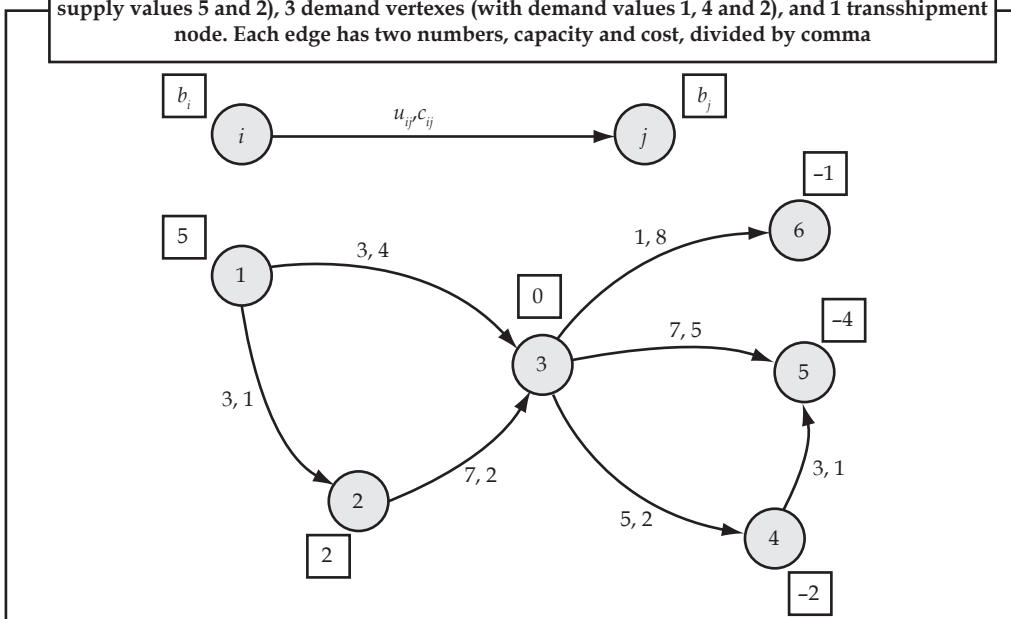 supply values 5 and 2), 3 demand vertexes (with demand values 1, 4 and 2), and 1 transshipment
node. Each edge has two numbers, capacity and cost, divided by comma
b_i
b_j
u_ij,c_ij
i
j
–1
5
6
3, 4
1, 8
1
0
–4
7, 5
3
5
3, 1
7, 2
3, 1
2
5, 2
4
2
–2